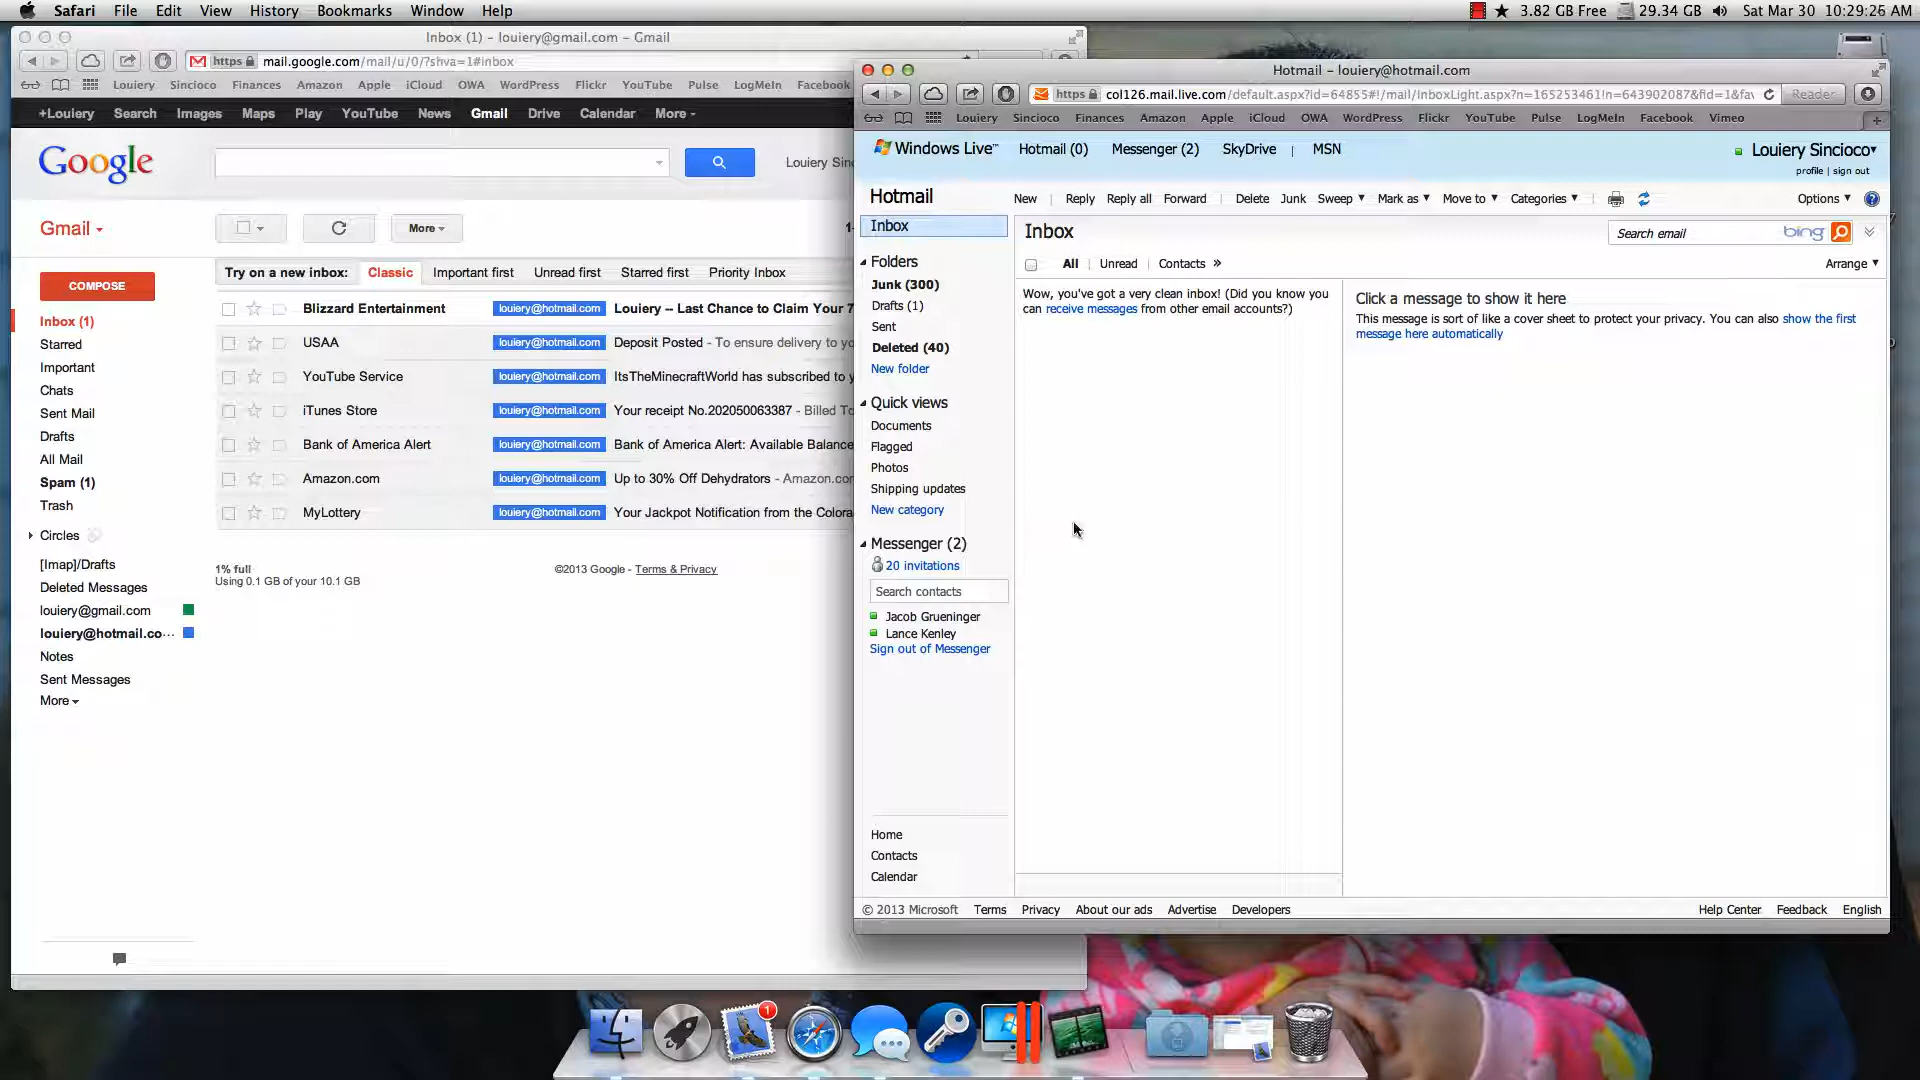 Safari File Edit View History Bookmarks Window Help
3.82 GB Free 29.34 GB Sat Mar 30 10:29:26 AM
Inbox (1) – louiery@gmail.com – Gmail
https mail.google.com/mail/u/0/?shva=1#inbox
Louiery Sincioco Finances Amazon Apple iCloud OWA WordPress Flickr YouTube Pulse LogMeIn Facebook
+Louiery Search Images Maps Play YouTube News Gmail Drive Calendar More
Google
Louiery Sinc
Gmail
More
1-
Try on a new inbox: Classic Important first Unread first Starred first Priority Inbox
COMPOSE
Inbox (1)
Starred
Important
Chats
Sent Mail
Drafts
All Mail
Spam (1)
Trash
Circles
[Imap]/Drafts
Deleted Messages
louiery@gmail.com
louiery@hotmail.co...
Notes
Sent Messages
More
Blizzard Entertainment louiery@hotmail.com Louiery -- Last Chance to Claim Your 7
USAA louiery@hotmail.com Deposit Posted - To ensure delivery to yo
YouTube Service louiery@hotmail.com ItsTheMinecraftWorld has subscribed to y
iTunes Store louiery@hotmail.com Your receipt No.202050063387 - Billed To
Bank of America Alert louiery@hotmail.com Bank of America Alert: Available Balance
Amazon.com louiery@hotmail.com Up to 30% Off Dehydrators - Amazon.com
MyLottery louiery@hotmail.com Your Jackpot Notification from the Colora
1% full
Using 0.1 GB of your 10.1 GB
©2013 Google - Terms & Privacy
Hotmail – louiery@hotmail.com
https col126.mail.live.com/default.aspx?id=64855#!/mail/InboxLight.aspx?n=165253461!n=643902087&fid=1&fav
Reader
Louiery Sincioco Finances Amazon Apple iCloud OWA WordPress Flickr YouTube Pulse LogMeIn Facebook Vimeo
Windows Live™ Hotmail (0) Messenger (2) SkyDrive | MSN
Louiery Sincioco
profile | sign out
Hotmail
New | Reply Reply all Forward | Delete Junk Sweep Mark as Move to Categories
Options
Inbox
Folders
Junk (300)
Drafts (1)
Sent
Deleted (40)
New folder
Quick views
Documents
Flagged
Photos
Shipping updates
New category
Messenger (2)
20 invitations
Search contacts
Jacob Grueninger
Lance Kenley
Sign out of Messenger
Home
Contacts
Calendar
Inbox
Search email bing
All | Unread | Contacts »
Arrange
Wow, you've got a very clean inbox! (Did you know you
can receive messages from other email accounts?)
Click a message to show it here
This message is sort of like a cover sheet to protect your privacy. You can also show the first
message here automatically
© 2013 Microsoft Terms Privacy About our ads Advertise Developers
Help Center Feedback English
1